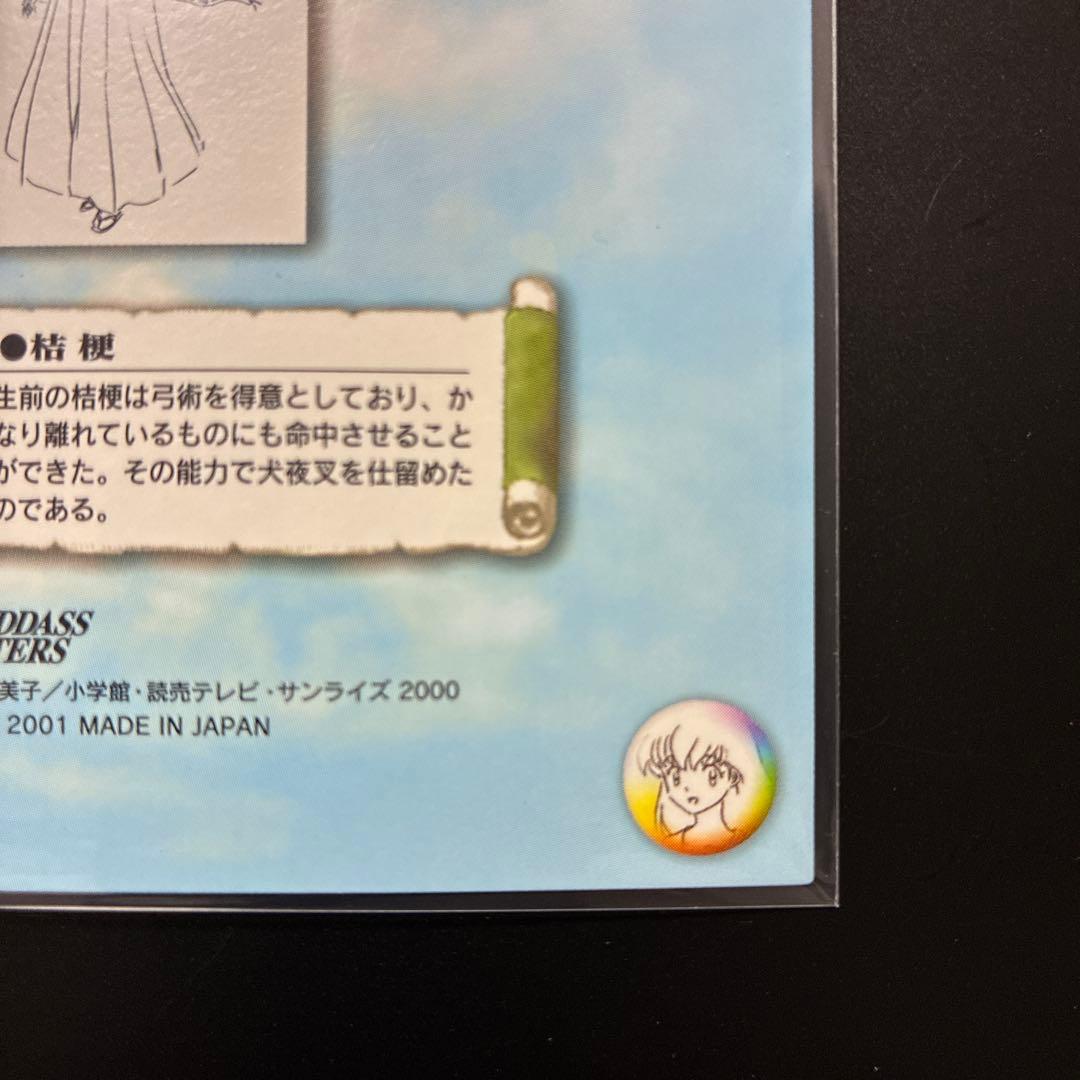 ●桔梗
生前の桔梗は弓術を得意としており、か
なり離れているものにも命中させること
ができた。その能力で犬夜叉を仕留めた
のである。
DDASS
TERS
美子／小学館・読売テレビ・サンライズ 2000
2001 MADE IN JAPAN